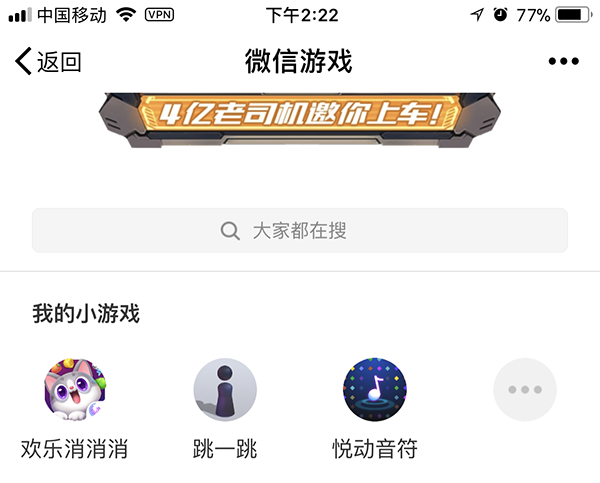 中国移动 VPN 下午2:22 77%
返回 微信游戏
4亿老司机邀你上车!
大家都在搜
我的小游戏
欢乐消消消 跳一跳 悦动音符